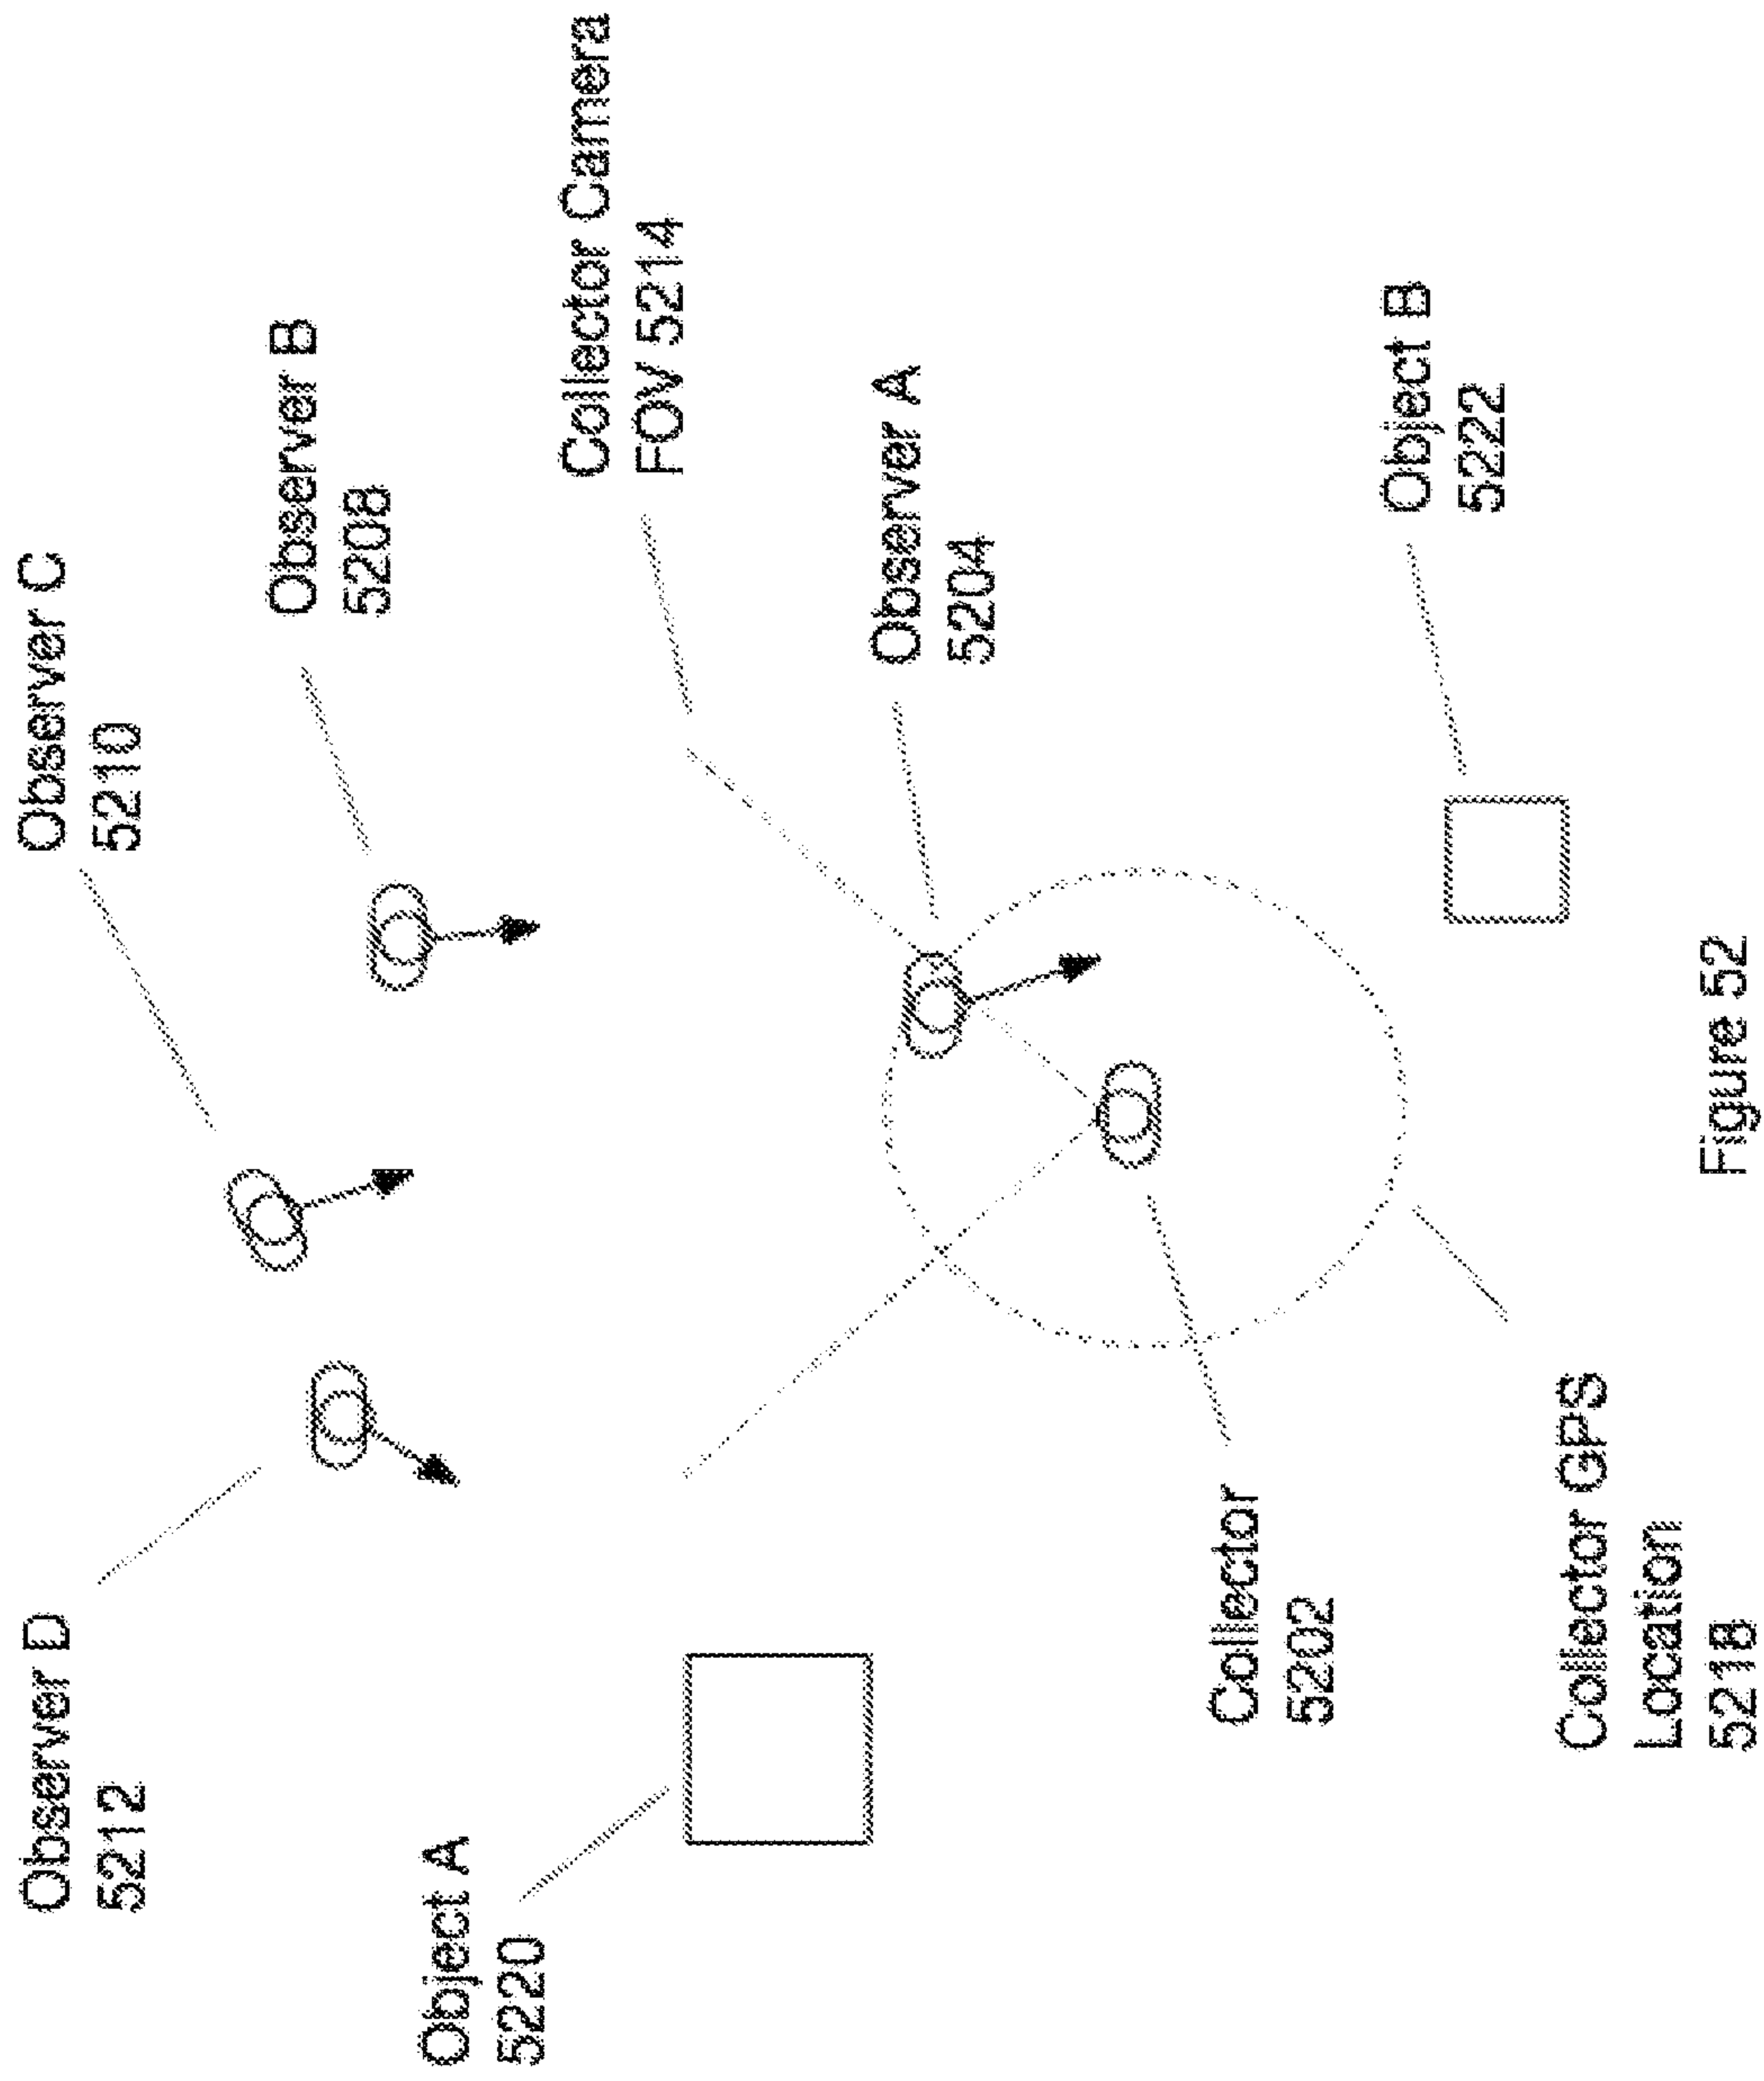 Observer D
5212
Observer C
5210
Observer B
5208
Object A
5220
Collector Camera
FOV 5214
Observer A
5204
Collector
5202
Object B
5222
Collector GPS
Location
5218
Figure 52